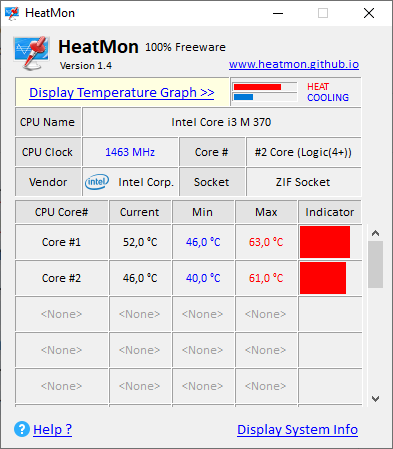 HeatMon
HeatMon 100% Freeware
Version 1.4 www.heatmon.github.io
Display Temperature Graph >> HEAT
COOLING
CPU Name Intel Core i3 M 370
CPU Clock 1463 MHz Core # #2 Core (Logic(4+))
Vendor intel Intel Corp. Socket ZIF Socket
CPU Core# Current Min Max Indicator
Core #1 52,0 °C 46,0 °C 63,0 °C
Core #2 46,0 °C 40,0 °C 61,0 °C
<None> <None> <None> <None>
<None> <None> <None> <None>
<None> <None> <None> <None>
? Help ? Display System Info